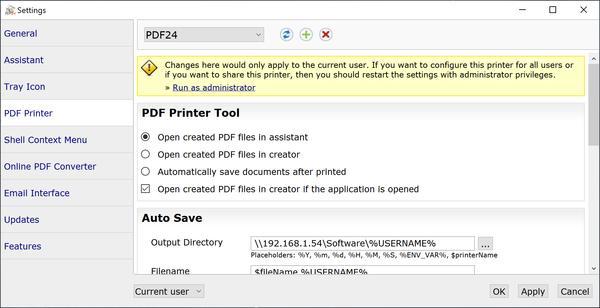 Settings
General
Assistant
Tray Icon
PDF Printer
Shell Context Menu
Online PDF Converter
Email Interface
Updates
Features
PDF24
Changes here would only apply to the current user. If you want to configure this printer for all users or
if you want to share this printer, then you should restart the settings with administrator privileges.
» Run as administrator
PDF Printer Tool
Open created PDF files in assistant
Open created PDF files in creator
Automatically save documents after printed
Open created PDF files in creator if the application is opened
Auto Save
Output Directory \\192.168.1.54\Software\%USERNAME% ...
Placeholders: %Y, %m, %d, %H, %M, %S, %ENV_VAR%, $printerName
Filename $fileName %USERNAME%
Current user OK Apply Cancel